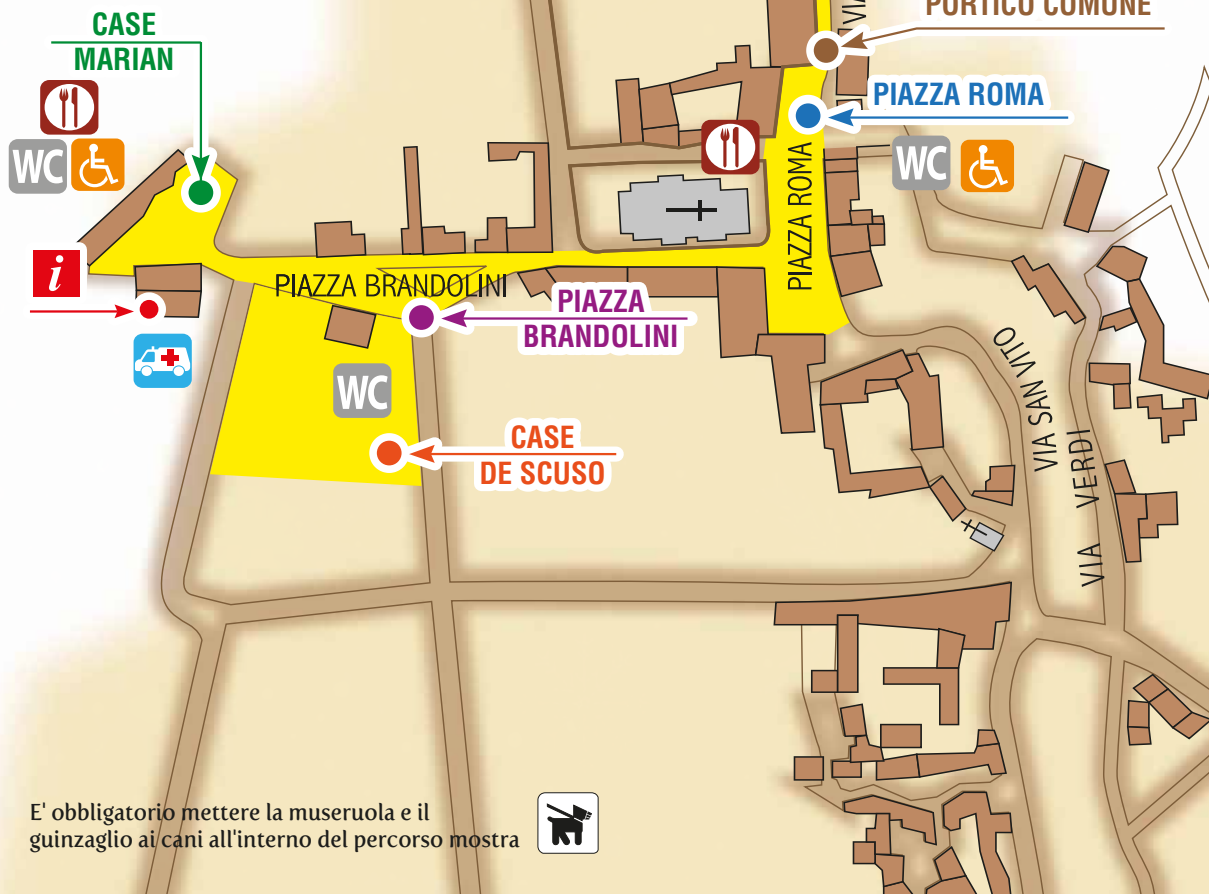 PORTICO COMUNE
VIA
CASE
MARIAN
PIAZZA ROMA
WC
WC
PIAZZA ROMA
i
PIAZZA BRANDOLINI
PIAZZA
BRANDOLINI
WC
CASE
DE SCUSO
VIA SAN VITO
VIA VERDI
E' obbligatorio mettere la museruola e il
guinzaglio ai cani all'interno del percorso mostra